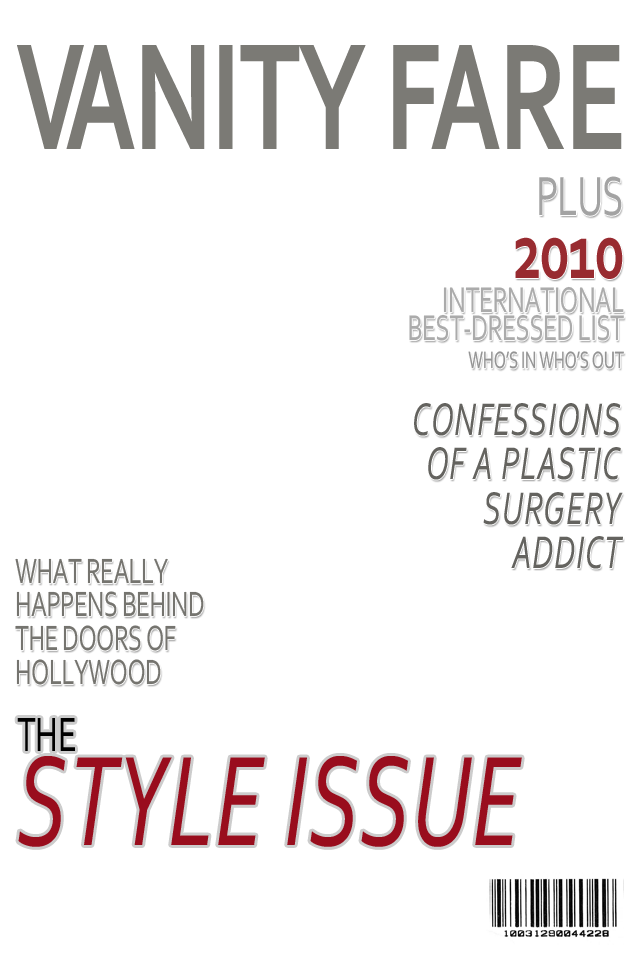 VANITY FARE
PLUS
2010
INTERNATIONAL
BEST-DRESSED LIST
WHO'S IN WHO'S OUT
CONFESSIONS
OF A PLASTIC
SURGERY
ADDICT
WHAT REALLY
HAPPENS BEHIND
THE DOORS OF
HOLLYWOOD
THE
STYLE ISSUE
10031280044228